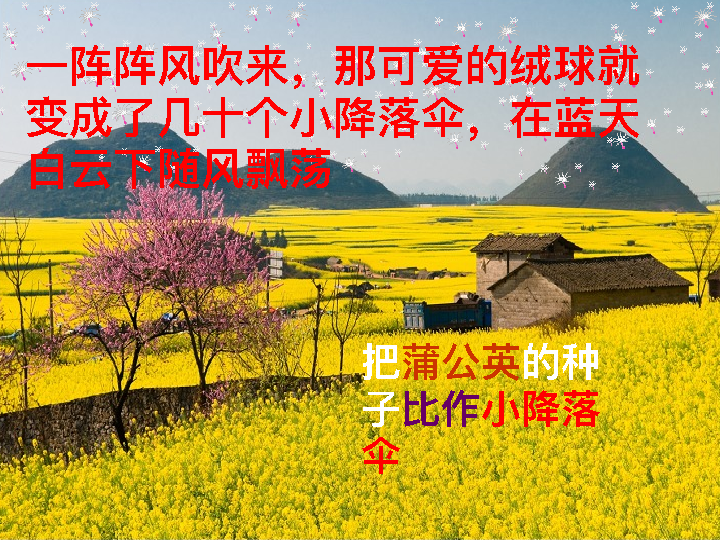 一阵阵风吹来，那可爱的绒球就
变成了几十个小降落伞，在蓝天
白云下随风飘荡
把蒲公英的种
子比作小降落
伞